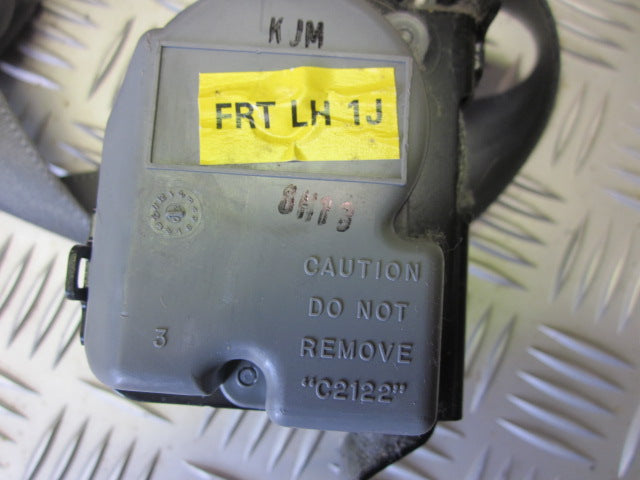 KJM
FRT LH 1J
CAUTION
DO NOT
3
REMOVE
"C2122"